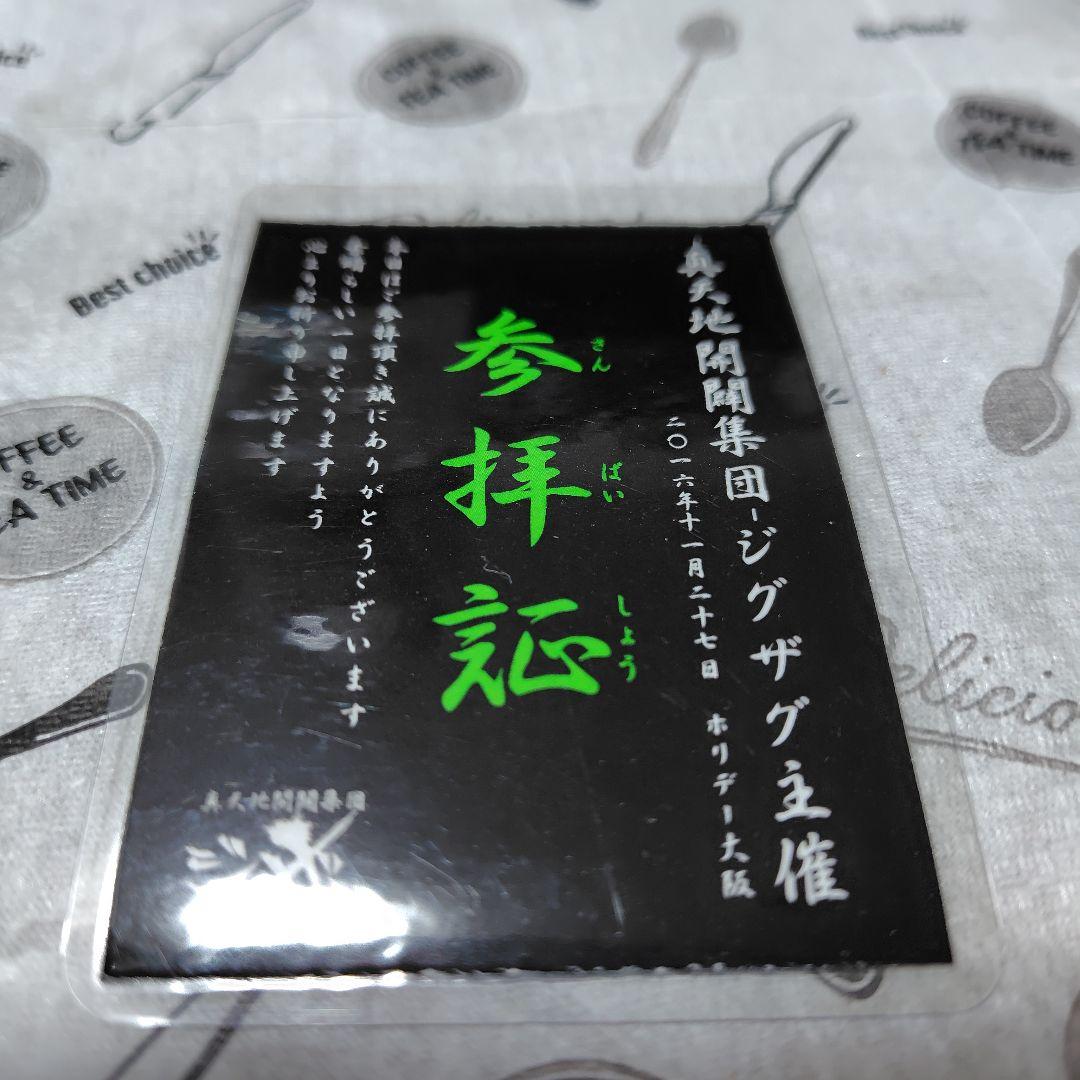 真天地開闢集団-ジグザグ主催
二〇一六年十一月二十七日 ホリデー大阪
参拝証
さん
ばい
しょう
本日はご参拝頂き誠にありがとうございます
素晴らしい一日となりますよう
心よりお祈り申し上げます
真天地開闢集団
COFFEE & TEA TIME
COFFEE & TEA TIME
Best choice